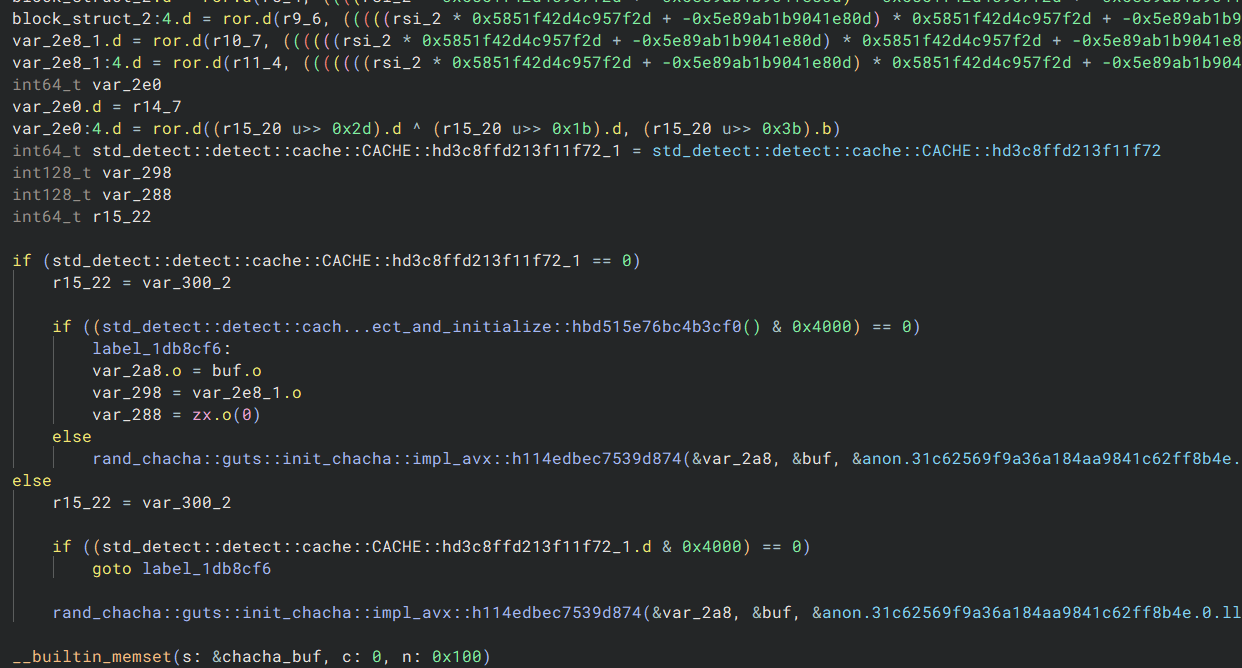 block_struct_2:4.d = ror.d(r9_6, (((((rsi_2 * 0x5851f42d4c957f2d + -0x5e89ab1b9041e80d) * 0x5851f42d4c957f2d + -0x5e89ab1b9
var_2e8_1.d = ror.d(r10_7, ((((((rsi_2 * 0x5851f42d4c957f2d + -0x5e89ab1b9041e80d) * 0x5851f42d4c957f2d + -0x5e89ab1b9041e8
var_2e8_1:4.d = ror.d(r11_4, (((((((rsi_2 * 0x5851f42d4c957f2d + -0x5e89ab1b9041e80d) * 0x5851f42d4c957f2d + -0x5e89ab1b904
int64_t var_2e0
var_2e0.d = r14_7
var_2e0:4.d = ror.d((r15_20 u>> 0x2d).d ^ (r15_20 u>> 0x1b).d, (r15_20 u>> 0x3b).b)
int64_t std_detect::detect::cache::CACHE::hd3c8ffd213f11f72_1 = std_detect::detect::cache::CACHE::hd3c8ffd213f11f72
int128_t var_298
int128_t var_288
int64_t r15_22
if (std_detect::detect::cache::CACHE::hd3c8ffd213f11f72_1 == 0)
r15_22 = var_300_2
if ((std_detect::detect::cach...ect_and_initialize::hbd515e76bc4b3cf0() & 0x4000) == 0)
label_1db8cf6:
var_2a8.o = buf.o
var_298 = var_2e8_1.o
var_288 = zx.o(0)
else
rand_chacha::guts::init_chacha::impl_avx::h114edbec7539d874(&var_2a8, &buf, &anon.31c62569f9a36a184aa9841c62ff8b4e.
else
r15_22 = var_300_2
if ((std_detect::detect::cache::CACHE::hd3c8ffd213f11f72_1.d & 0x4000) == 0)
goto label_1db8cf6
rand_chacha::guts::init_chacha::impl_avx::h114edbec7539d874(&var_2a8, &buf, &anon.31c62569f9a36a184aa9841c62ff8b4e.0.ll
__builtin_memset(s: &chacha_buf, c: 0, n: 0x100)